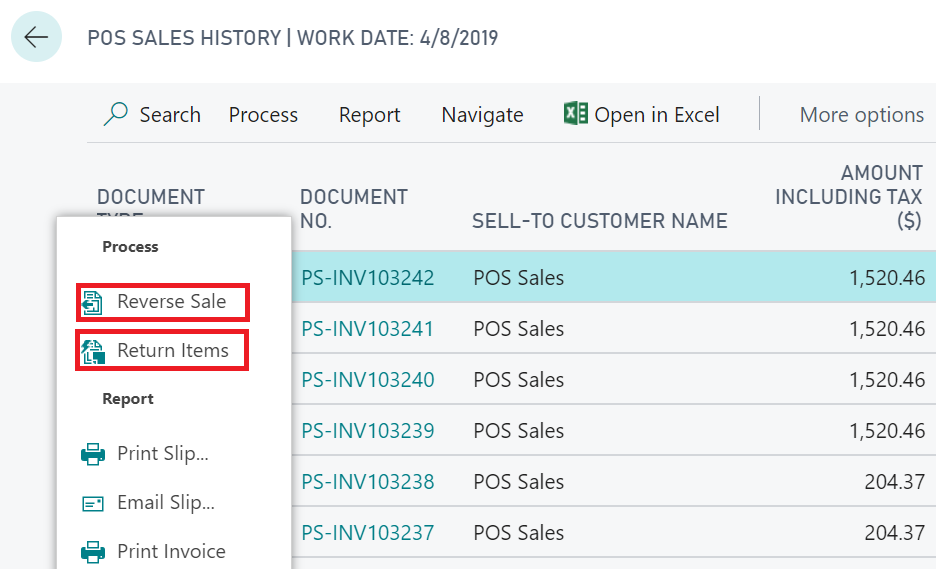 POS SALES HISTORY | WORK DATE: 4/8/2019
Search Process Report Navigate Open in Excel More options
AMOUNT
DOCUMENT DOCUMENT INCLUDING TAX
TYPE NO. SELL-TO CUSTOMER NAME ($)
Process
Reverse Sale
Return Items
Report
Print Slip...
Email Slip...
Print Invoice
PS-INV103242 POS Sales 1,520.46
PS-INV103241 POS Sales 1,520.46
PS-INV103240 POS Sales 1,520.46
PS-INV103239 POS Sales 1,520.46
PS-INV103238 POS Sales 204.37
PS-INV103237 POS Sales 204.37